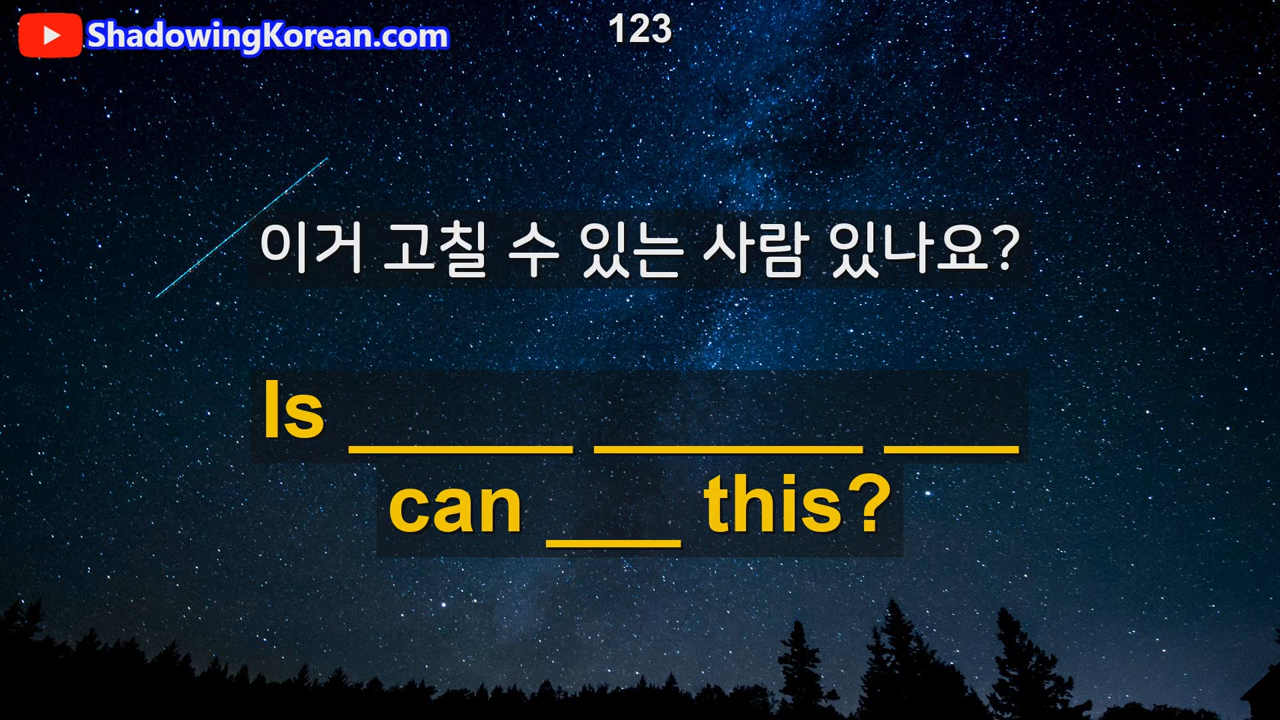 ShadowingKorean.com
123
이거 고칠 수 있는 사람 있나요?
Is _____ ______ ___
can ___ this?